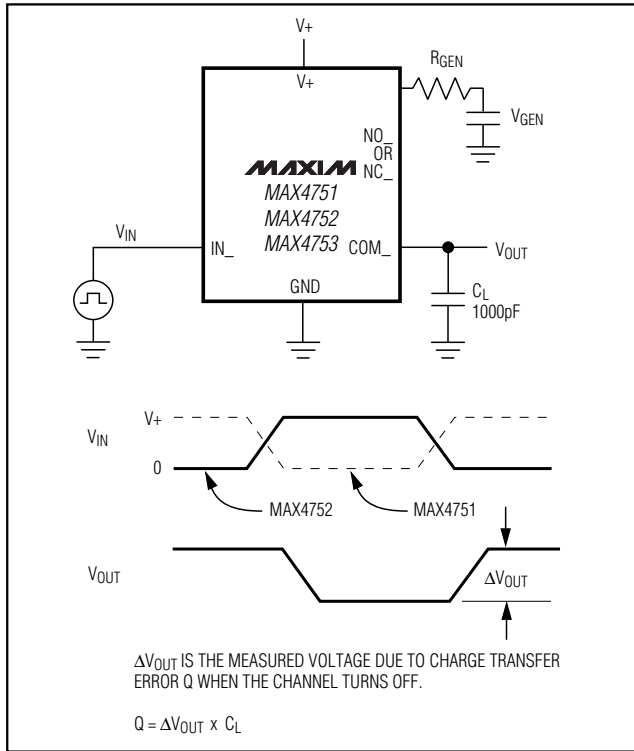 V+
V+
RGEN
VGEN
NO_
OR
NC_
MAXIM
MAX4751
MAX4752
MAX4753
VIN
IN_
COM_
VOUT
GND
CL
1000pF
V+
VIN
0
MAX4752
MAX4751
VOUT
ΔVOUT
ΔVOUT IS THE MEASURED VOLTAGE DUE TO CHARGE TRANSFER
ERROR Q WHEN THE CHANNEL TURNS OFF.
Q = ΔVOUT x CL